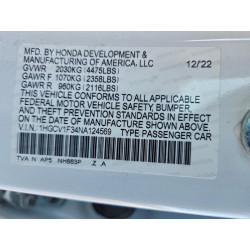 MFD. BY HONDA DEVELOPMENT &
MANUFACTURING OF AMERICA, LLC 12/22
GVWR 2030KG (4475LBS)
GAWR F 1070KG (2358LBS)
GAWR R 960KG (2116LBS)
THIS VEHICLE CONFORMS TO ALL APPLICABLE
FEDERAL MOTOR VEHICLE SAFETY, BUMPER,
AND THEFT PREVENTION STANDARDS IN EFFECT
ON THE DATE OF MANUFACTURE SHOWN ABOVE.
V.I.N.: 1HGCV1F34NA124569 TYPE PASSENGER CAR
TVA N AP5 NH883P Z A